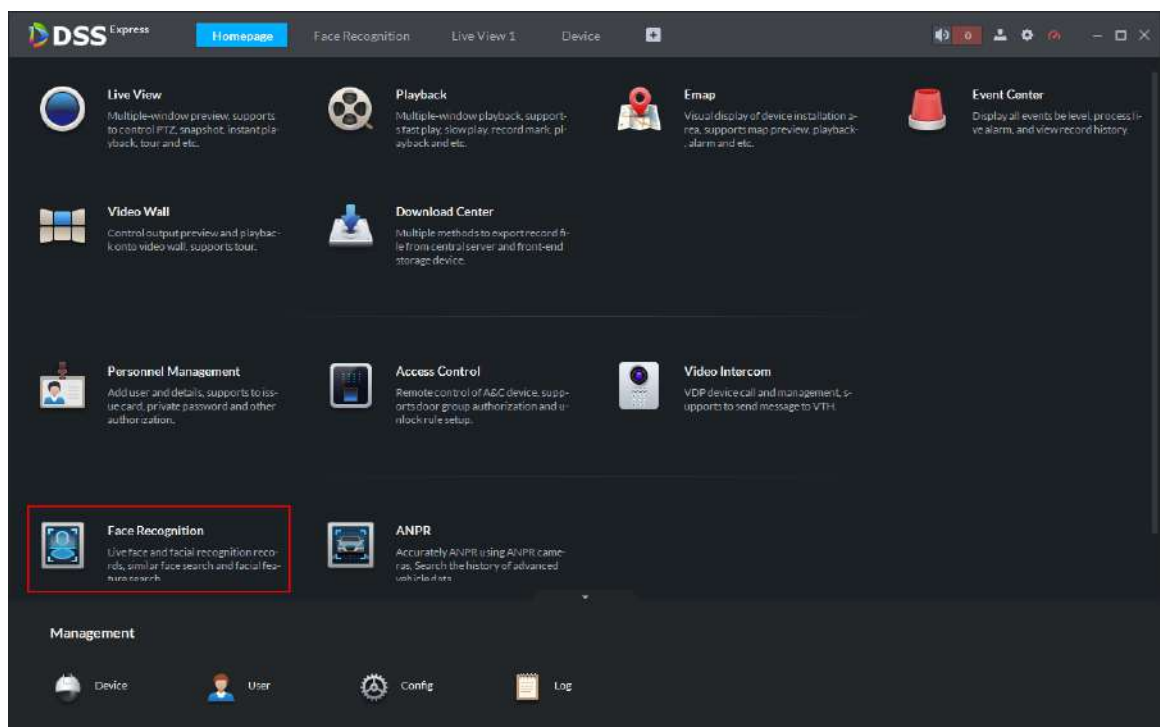 DSS Express
Homepage
Face Recognition
Live View 1
Device
0
Live View
Multiple-window preview, supports
to control PTZ, snapshot, instant pla-
yback, tour and etc.
Playback
Multiple-window playback, support-
s fast play, slow play, record mark, pl-
ayback and etc.
Emap
Visual display of device installation a-
rea, supports map preview, playback-
, alarm and etc.
Event Center
Display all events be level, process li-
ve alarm, and view record history.
Video Wall
Control output preview and playbac-
k onto video wall, supports tour.
Download Center
Multiple methods to export record fi-
le from central server and front-end
storage device.
Personnel Management
Add user and details, supports to iss-
ue card, private password and other
authorization.
Access Control
Remote control of A&C device, supp-
orts door group authorization and u-
nlock rule setup.
Video Intercom
VDP device call and management, s-
upports to send message to VTH.
Face Recognition
Live face and facial recognition reco-
rds, similar face search and facial fea-
ture search
ANPR
Accurately ANPR using ANPR came-
ras, Search the history of advanced
vehicle data
Management
Device
User
Config
Log